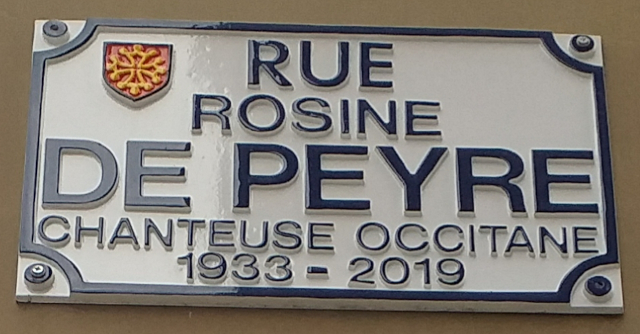 RUE
ROSINE
DE PEYRE
CHANTEUSE OCCITANE
1933 - 2019